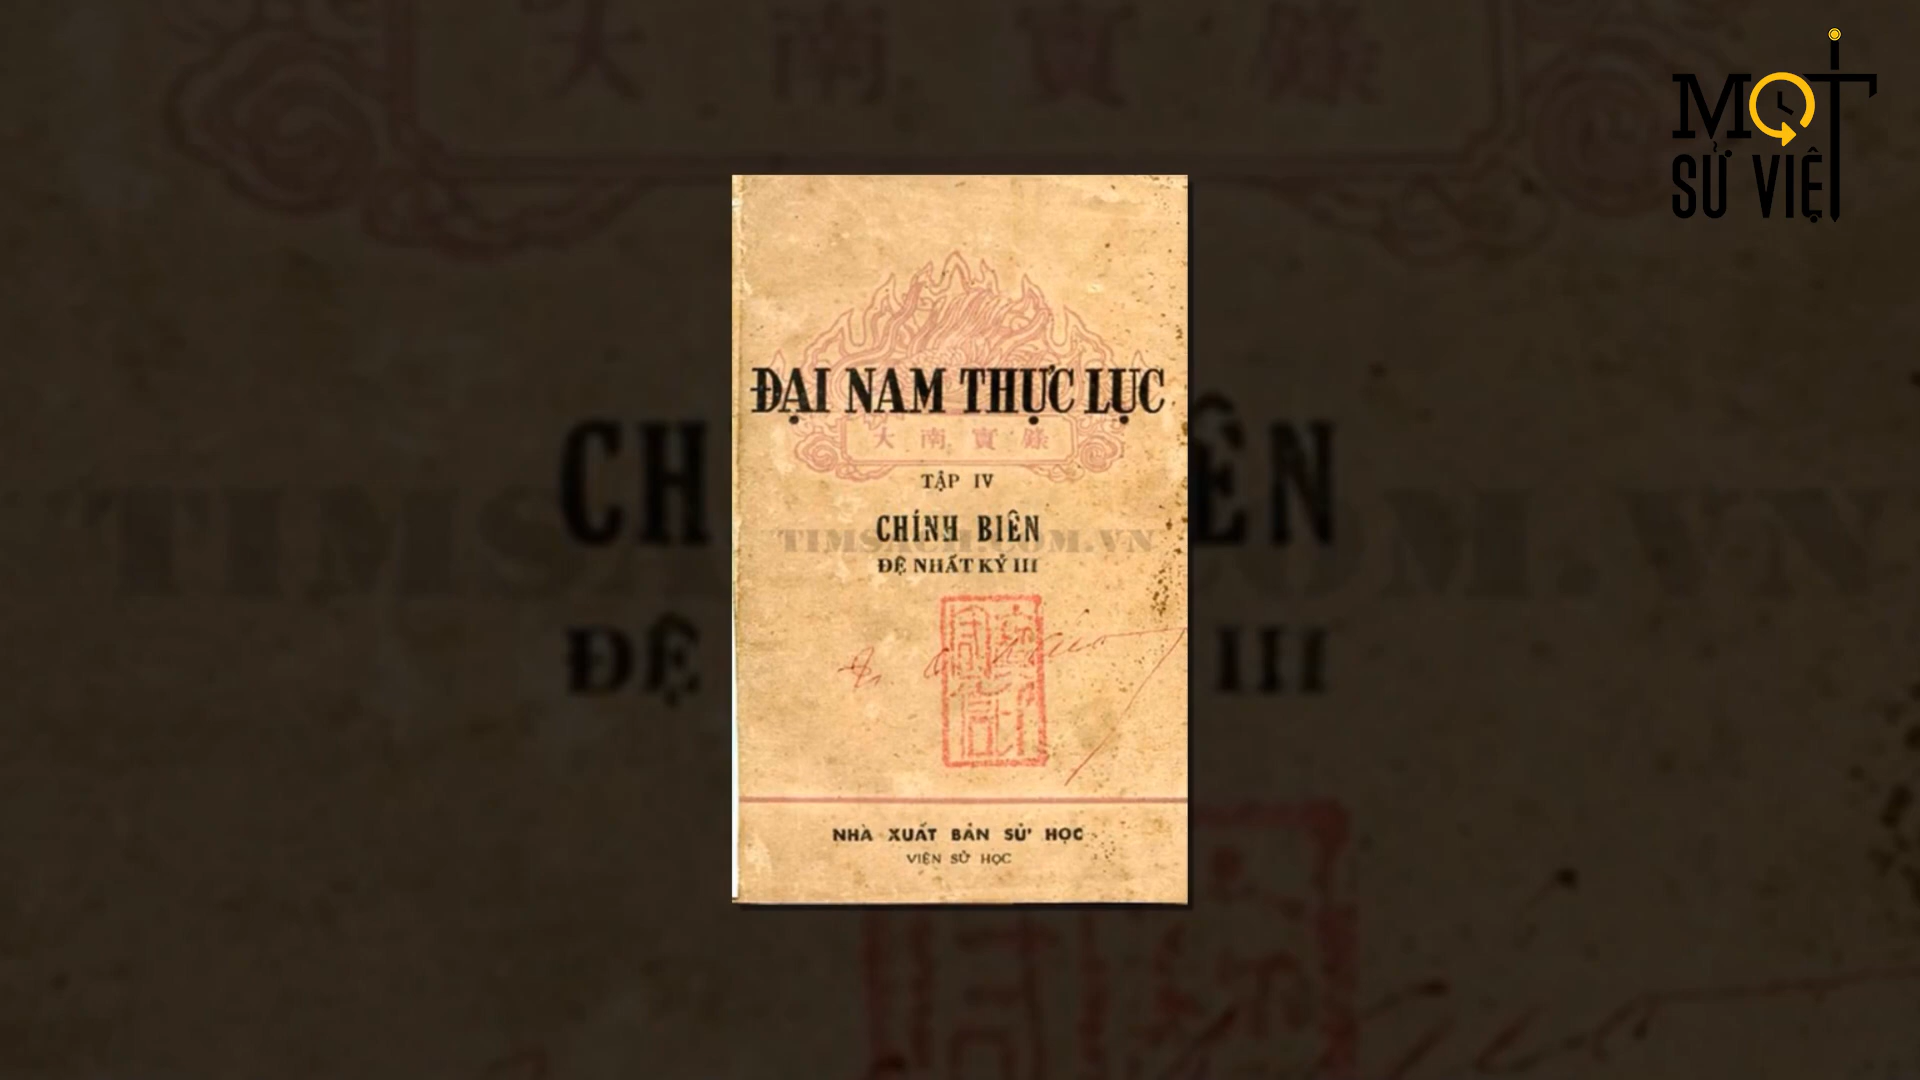 MỘT
SỬ VIỆT
ĐẠI NAM THỰC LỤC
大南實錄
TẬP IV
CHÍNH BIÊN
TIMSACH.COM.VN
ĐỆ NHẤT KỶ III
NHÀ XUẤT BẢN SỬ HỌC
VIỆN SỬ HỌC